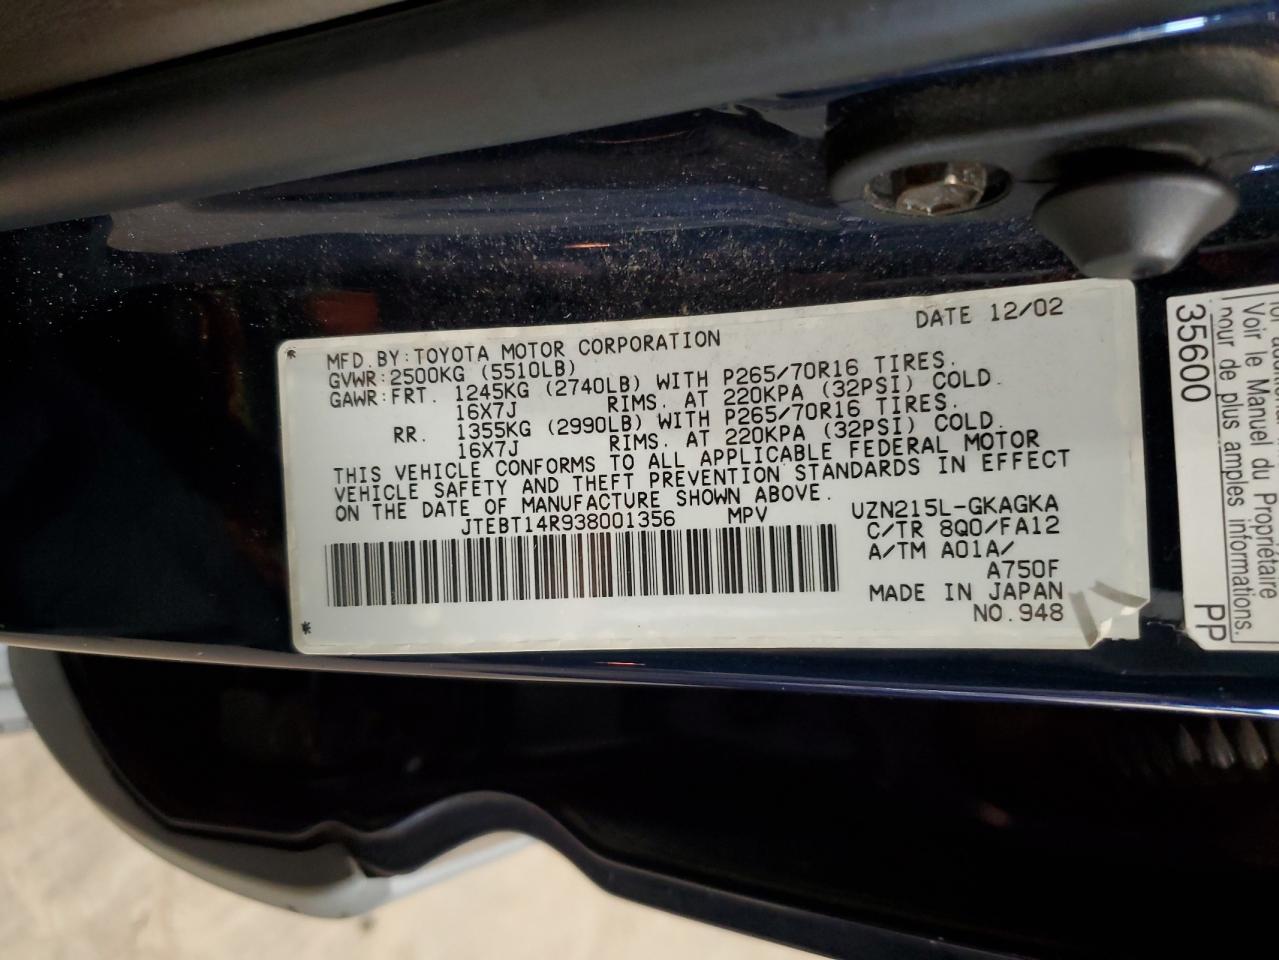 DATE 12/02
MFD. BY: TOYOTA MOTOR CORPORATION
GVWR: 2500KG (5510LB)
GAWR: FRT. 1245KG (2740LB) WITH P265/70R16 TIRES.
16X7J RIMS. AT 220KPA (32PSI) COLD.
RR. 1355KG (2990LB) WITH P265/70R16 TIRES.
16X7J RIMS. AT 220KPA (32PSI) COLD.
THIS VEHICLE CONFORMS TO ALL APPLICABLE FEDERAL MOTOR
VEHICLE SAFETY AND THEFT PREVENTION STANDARDS IN EFFECT
ON THE DATE OF MANUFACTURE SHOWN ABOVE.
JTEBT14R938001356 MPV
UZN215L-GKAGKA
C/TR 8Q0/FA12
A/TM A01A/
A750F
MADE IN JAPAN
NO. 948
Voir le Manuel du Propriétaire
pour de plus amples informations.
35600 PP